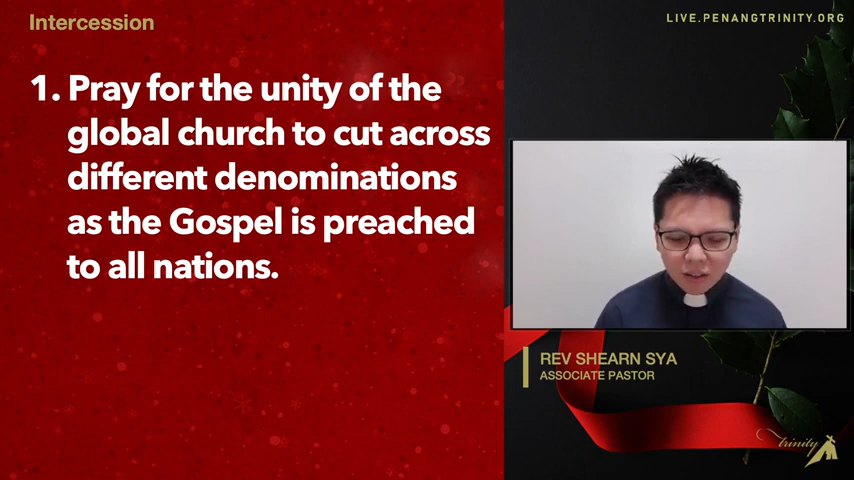 Intercession
LIVE.PENANGTRINITY.ORG
1. Pray for the unity of the
global church to cut across
different denominations
as the Gospel is preached
to all nations.
REV SHEARN SYA
ASSOCIATE PASTOR
trinity